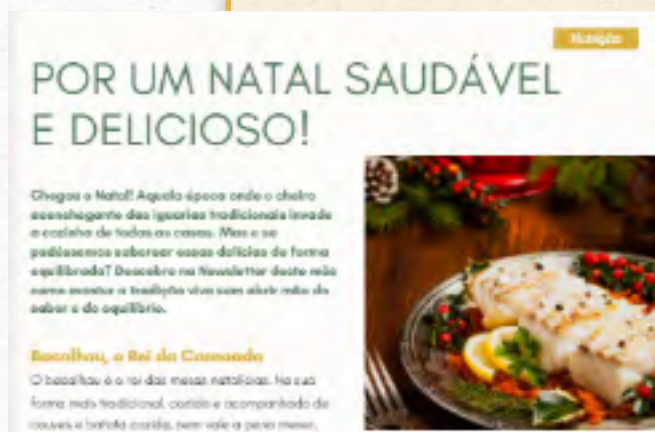 Nutrição
POR UM NATAL SAUDÁVEL
E DELICIOSO!
Chegou o Natal! Aquela época onde o cheiro
aconchegante das iguarias tradicionais invade
a cozinha de todas as casas. Mas e se
pudéssemos saborear essas delícias de forma
equilibrada? Descobre na Newsletter deste mês
como manter a tradição viva sem abrir mão do
sabor e do equilíbrio.
Bacalhau, o Rei da Consoada
O bacalhau é o rei das mesas natalícias. Na sua
forma mais tradicional, cozido e acompanhado de
couves e batata cozida, nem vale a pena mexer,